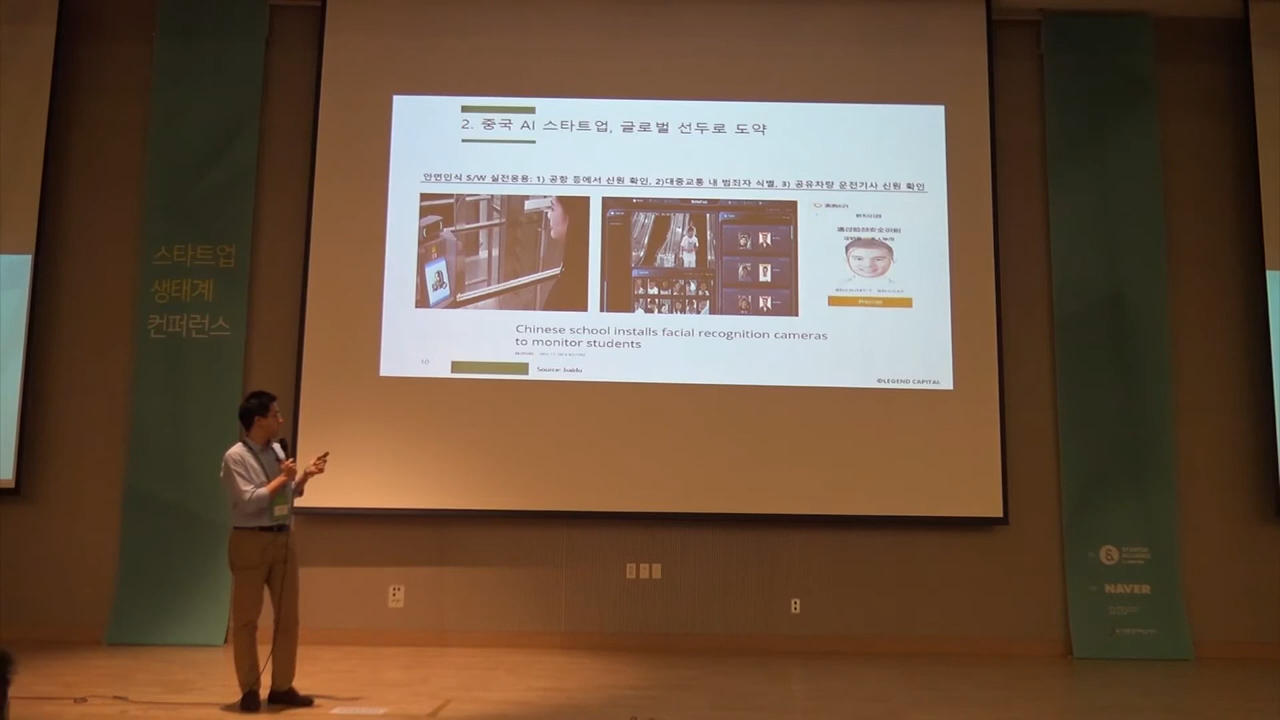 2. 중국 AI 스타트업, 글로벌 선두로 도약
안면인식 S/W 실전응용: 1) 공항 등에서 신원 확인, 2)대중교통 내 범죄자 식별, 3) 공유차량 운전기사 신원 확인
Chinese school installs facial recognition cameras
to monitor students
10
Source: baidu
©LEGEND CAPITAL
스타트업
생태계
컨퍼런스
STARTUP
ALLIANCE
NAVER